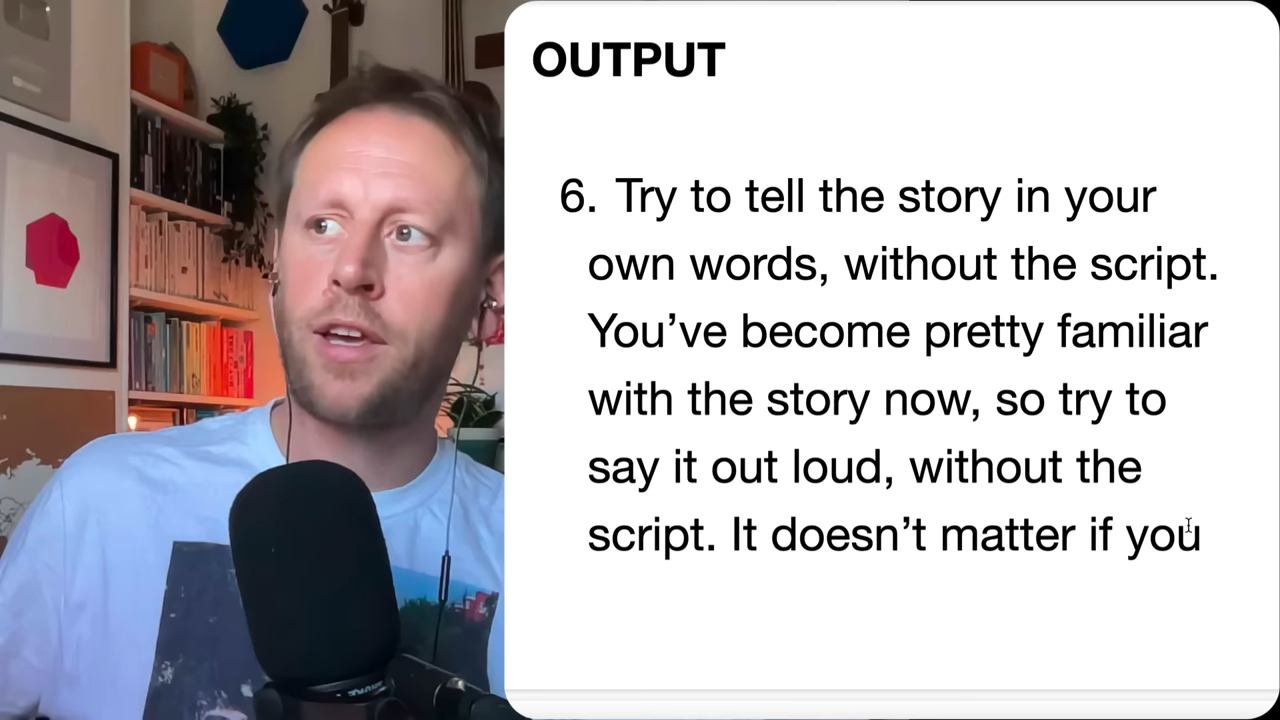 OUTPUT
6. Try to tell the story in your
own words, without the script.
You’ve become pretty familiar
with the story now, so try to
say it out loud, without the
script. It doesn’t matter if you